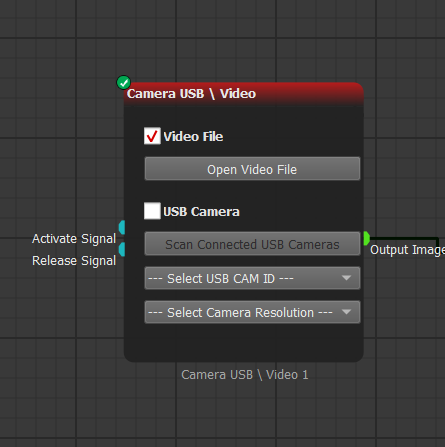 Camera USB \ Video
Video File
Open Video File
USB Camera
Activate Signal
Scan Connected USB Cameras
Output Image
Release Signal
--- Select USB CAM ID ---
--- Select Camera Resolution ---
Camera USB \ Video 1